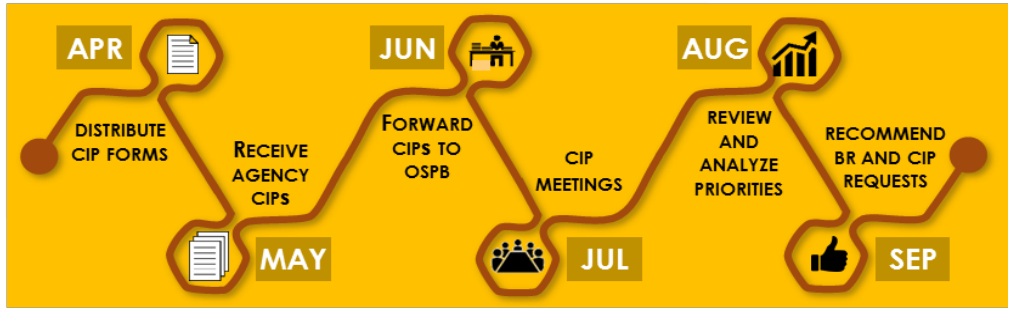 APR
DISTRIBUTE
CIP FORMS
RECEIVE
AGENCY
CIPS
MAY
JUN
FORWARD
CIPS TO
OSPB
CIP
MEETINGS
JUL
AUG
REVIEW
AND
ANALYZE
PRIORITIES
RECOMMEND
BR AND CIP
REQUESTS
SEP